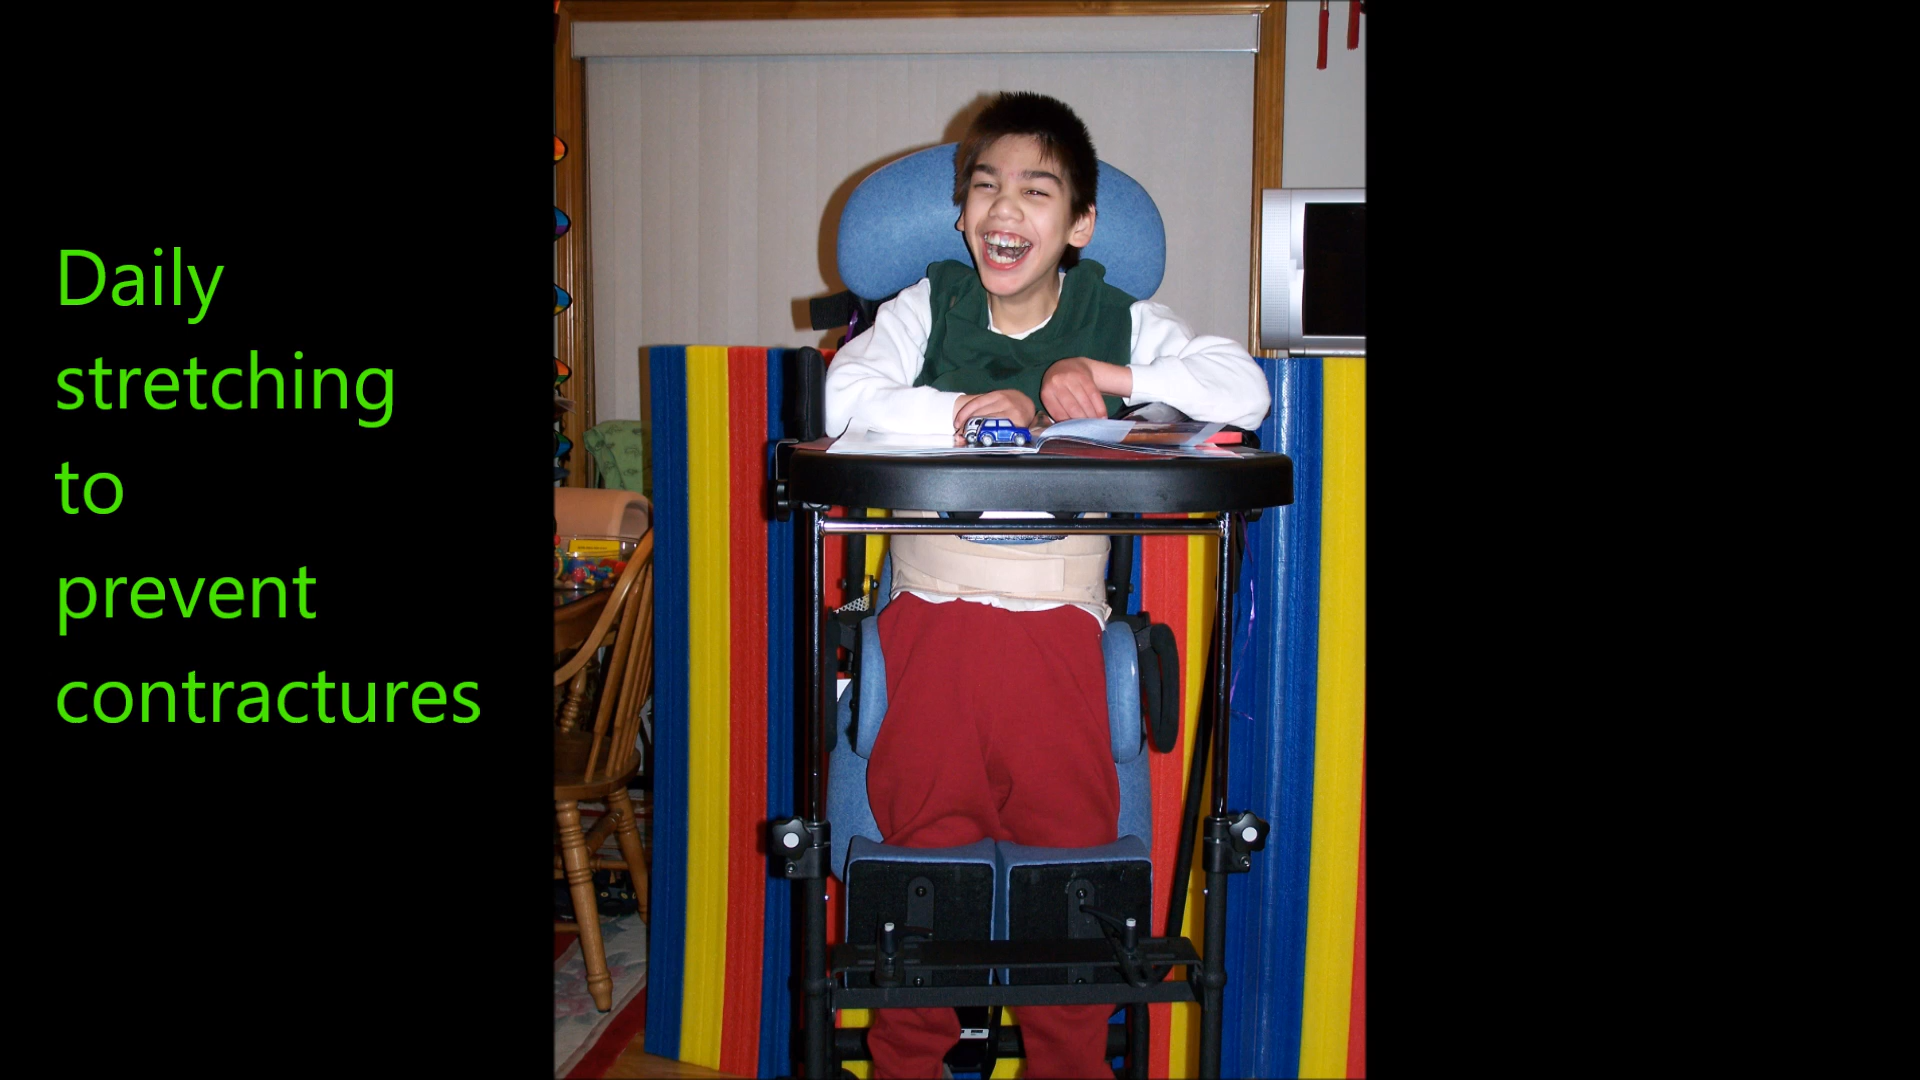 Daily
stretching
to
prevent
contractures